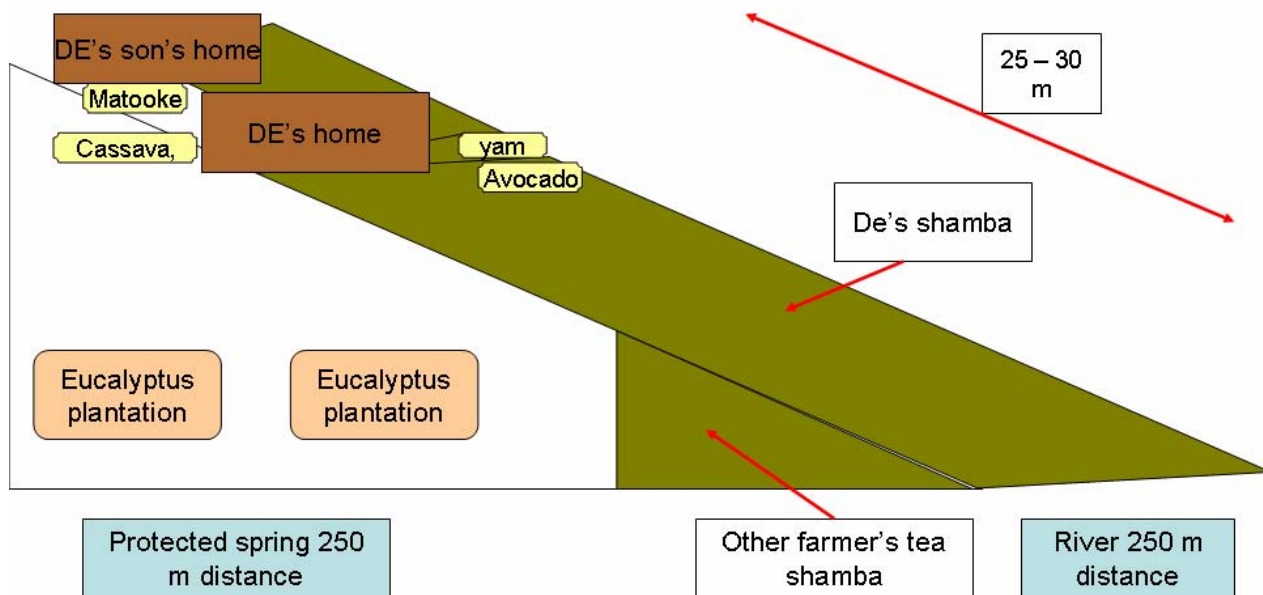 DE's son's home
25 – 30
m
Matooke
DE's home
Cassava,
yam
Avocado
De's shamba
Eucalyptus
plantation
Eucalyptus
plantation
Protected spring 250
m distance
Other farmer's tea
shamba
River 250 m
distance